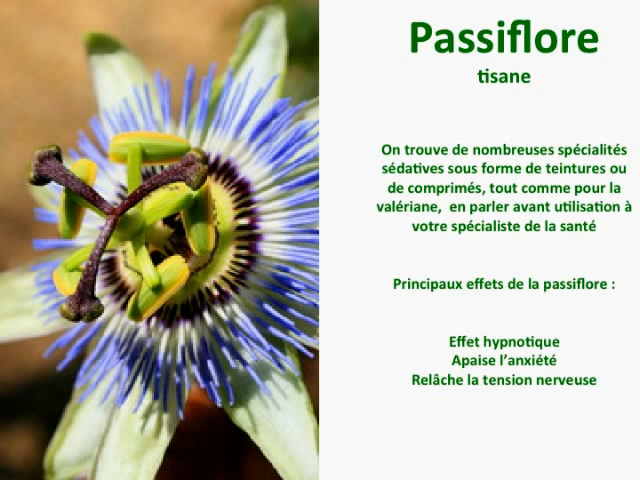 Passiflore
tisane
On trouve de nombreuses spécialités
sédatives sous forme de teintures ou
de comprimés, tout comme pour la
valériane, en parler avant utilisation à
votre spécialiste de la santé
Principaux effets de la passiflore :
Effet hypnotique
Apaise l’anxiété
Relâche la tension nerveuse